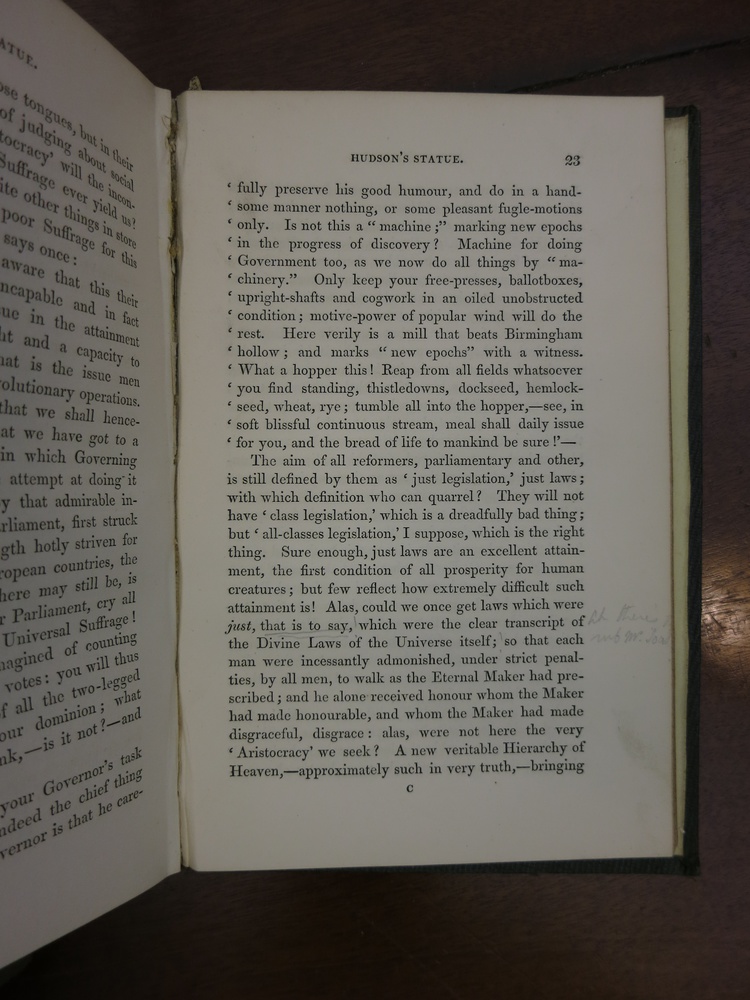 ATUE.
ose tongues, but in their
of judging about social
tocracy' will the incon-
Suffrage ever yield us?
ite other things in store
poor Suffrage for this
says once:
aware that this their
ncapable and in fact
ue in the attainment
ht and a capacity to
hat is the issue men
volutionary operations.
that we shall hence-
at we have got to a
in which Governing
attempt at doing it
y that admirable in-
rliament, first struck
gth hotly striven for
ropean countries, the
here may still be, is
r Parliament, cry all
Universal Suffrage!
magined of counting
votes: you will thus
f all the two-legged
our dominion; what
nk,—is it not?—and
your Governor's task
ndeed the chief thing
vernor is that he care-
HUDSON'S STATUE. 23
‘ fully preserve his good humour, and do in a hand-
‘ some manner nothing, or some pleasant fugle-motions
‘ only. Is not this a “ machine ;” marking new epochs
‘ in the progress of discovery? Machine for doing
‘ Government too, as we now do all things by “ ma-
‘ chinery.” Only keep your free-presses, ballotboxes,
‘ upright-shafts and cogwork in an oiled unobstructed
‘ condition ; motive-power of popular wind will do the
‘ rest. Here verily is a mill that beats Birmingham
‘ hollow ; and marks “ new epochs” with a witness.
‘ What a hopper this! Reap from all fields whatsoever
‘ you find standing, thistledowns, dockseed, hemlock-
‘ seed, wheat, rye ; tumble all into the hopper,—see, in
‘ soft blissful continuous stream, meal shall daily issue
‘ for you, and the bread of life to mankind be sure !’—
The aim of all reformers, parliamentary and other,
is still defined by them as ‘ just legislation,’ just laws ;
with which definition who can quarrel? They will not
have ‘ class legislation,’ which is a dreadfully bad thing ;
but ‘ all-classes legislation,’ I suppose, which is the right
thing. Sure enough, just laws are an excellent attain-
ment, the first condition of all prosperity for human
creatures ; but few reflect how extremely difficult such
attainment is! Alas, could we once get laws which were
just, that is to say, which were the clear transcript of
the Divine Laws of the Universe itself; so that each
man were incessantly admonished, under strict penal-
ties, by all men, to walk as the Eternal Maker had pre-
scribed ; and he alone received honour whom the Maker
had made honourable, and whom the Maker had made
disgraceful, disgrace : alas, were not here the very
‘ Aristocracy’ we seek? A new veritable Hierarchy of
Heaven,—approximately such in very truth,—bringing
C